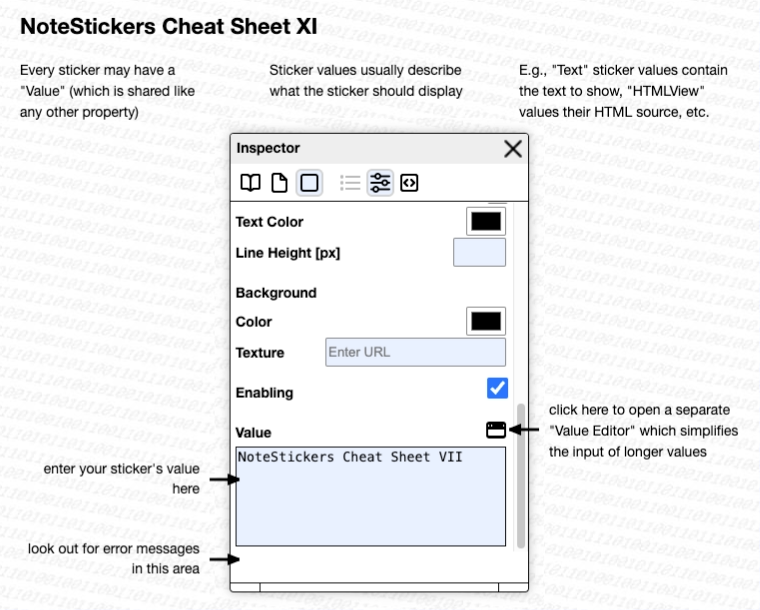 NoteStickers Cheat Sheet XI
Every sticker may have a
"Value" (which is shared like
any other property)
Sticker values usually describe
what the sticker should display
E.g., "Text" sticker values contain
the text to show, "HTMLView"
values their HTML source, etc.
Inspector
Text Color
Line Height [px]
Background
Color
Texture
Enter URL
Enabling
Value
NoteStickers Cheat Sheet VII
click here to open a separate
"Value Editor" which simplifies
the input of longer values
enter your sticker's value
here
look out for error messages
in this area